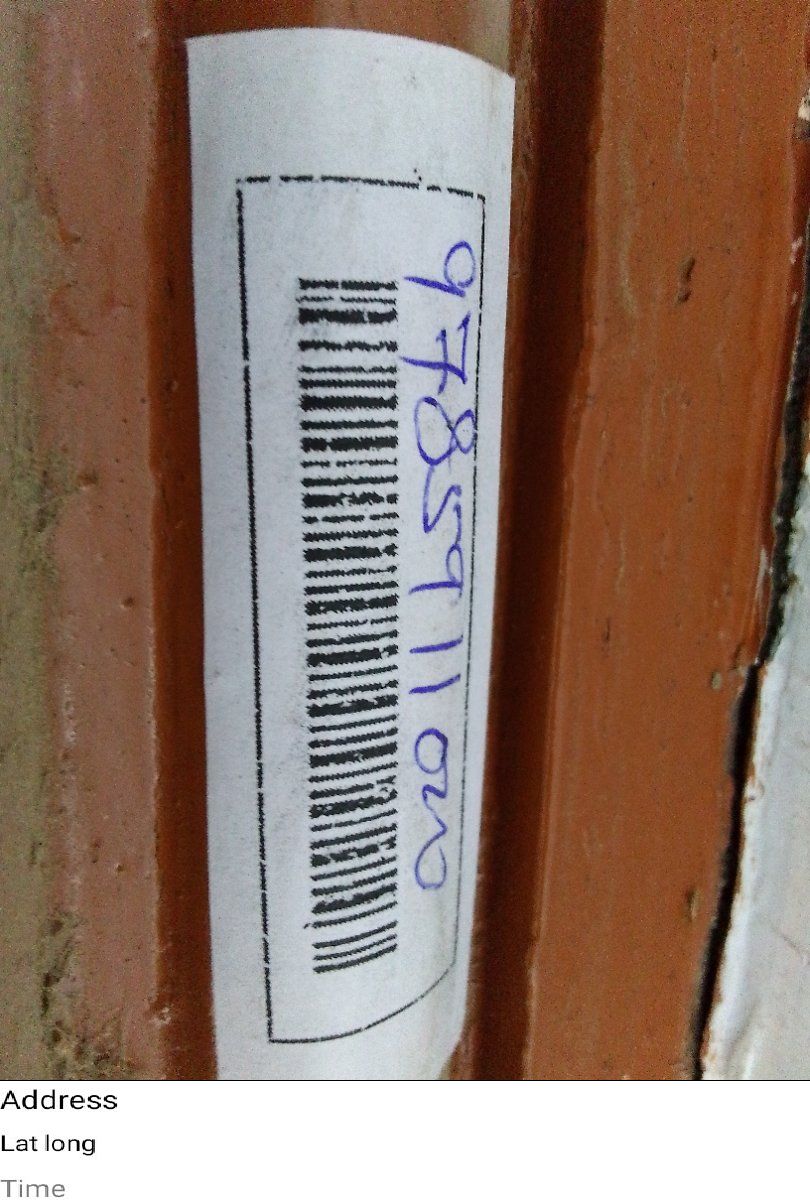 9785911020
Address
Lat long
Time